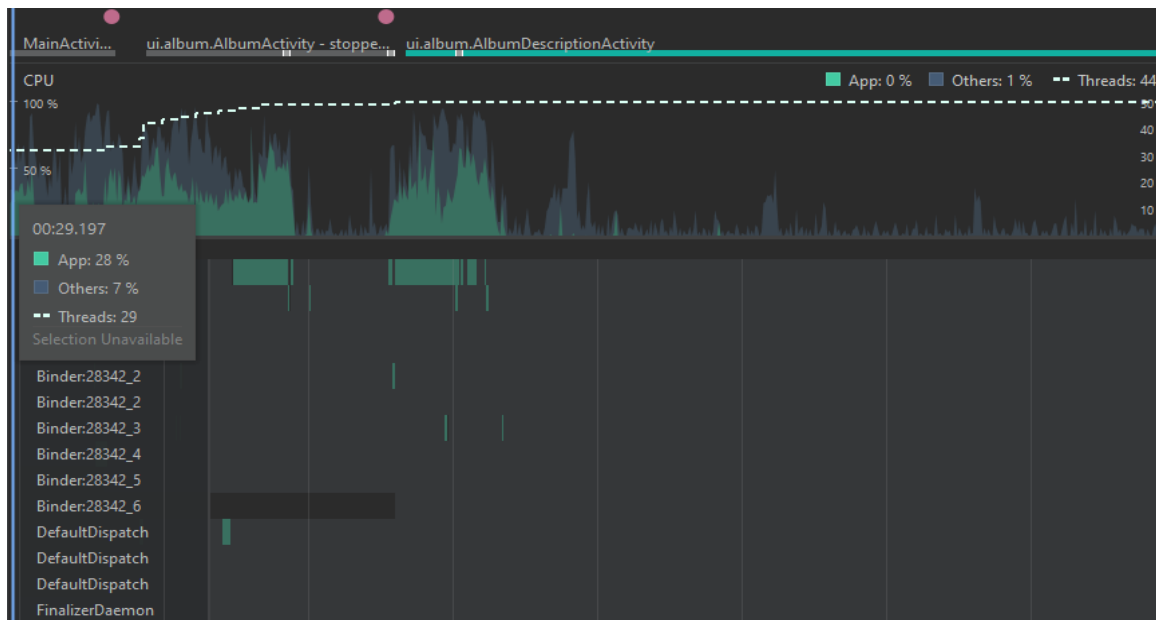 MainActivi...
ui.album.AlbumActivity - stoppe...
ui.album.AlbumDescriptionActivity
CPU
App: 0 %
Others: 1 %
Threads: 44
100 %
50
40
50 %
30
20
10
00:29.197
App: 28 %
Others: 7 %
Threads: 29
Selection Unavailable
Binder:28342_2
Binder:28342_2
Binder:28342_3
Binder:28342_4
Binder:28342_5
Binder:28342_6
DefaultDispatch
DefaultDispatch
DefaultDispatch
FinalizerDaemon